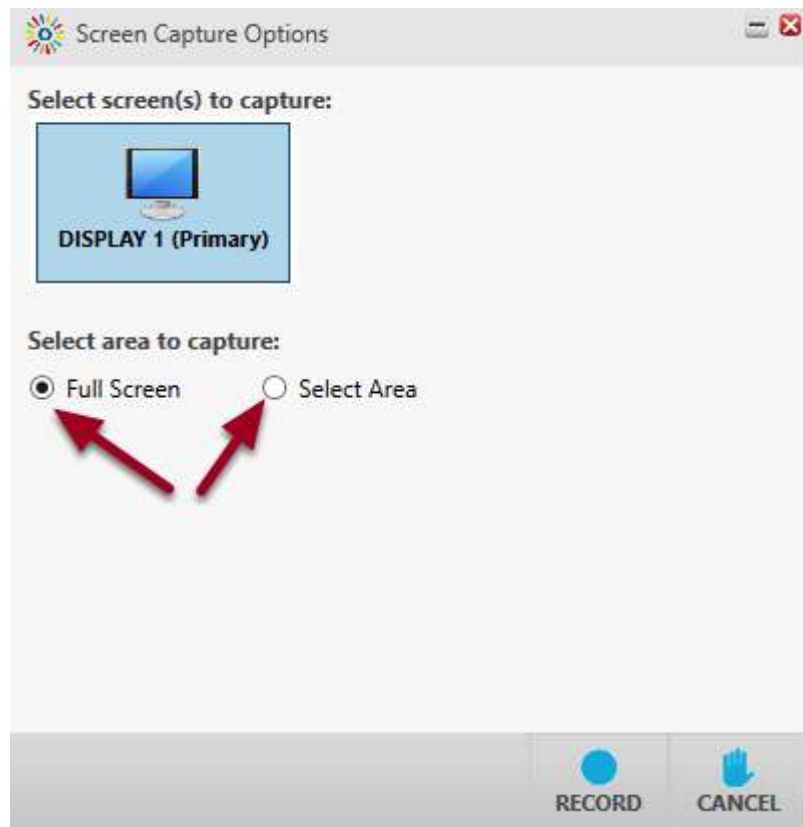 Screen Capture Options
Select screen(s) to capture:
DISPLAY 1 (Primary)
Select area to capture:
Full Screen Select Area
RECORD CANCEL